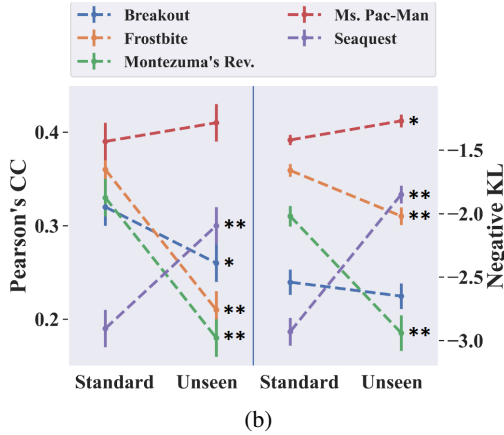 Breakout
Frostbite
Montezuma's Rev.
Ms. Pac-Man
Seaquest
Pearson's CC
0.4
0.3
0.2
**
*
**
**
*
**
**
**
−1.5
−2.0
−2.5
−3.0
Negative KL
Standard Unseen Standard Unseen
(b)